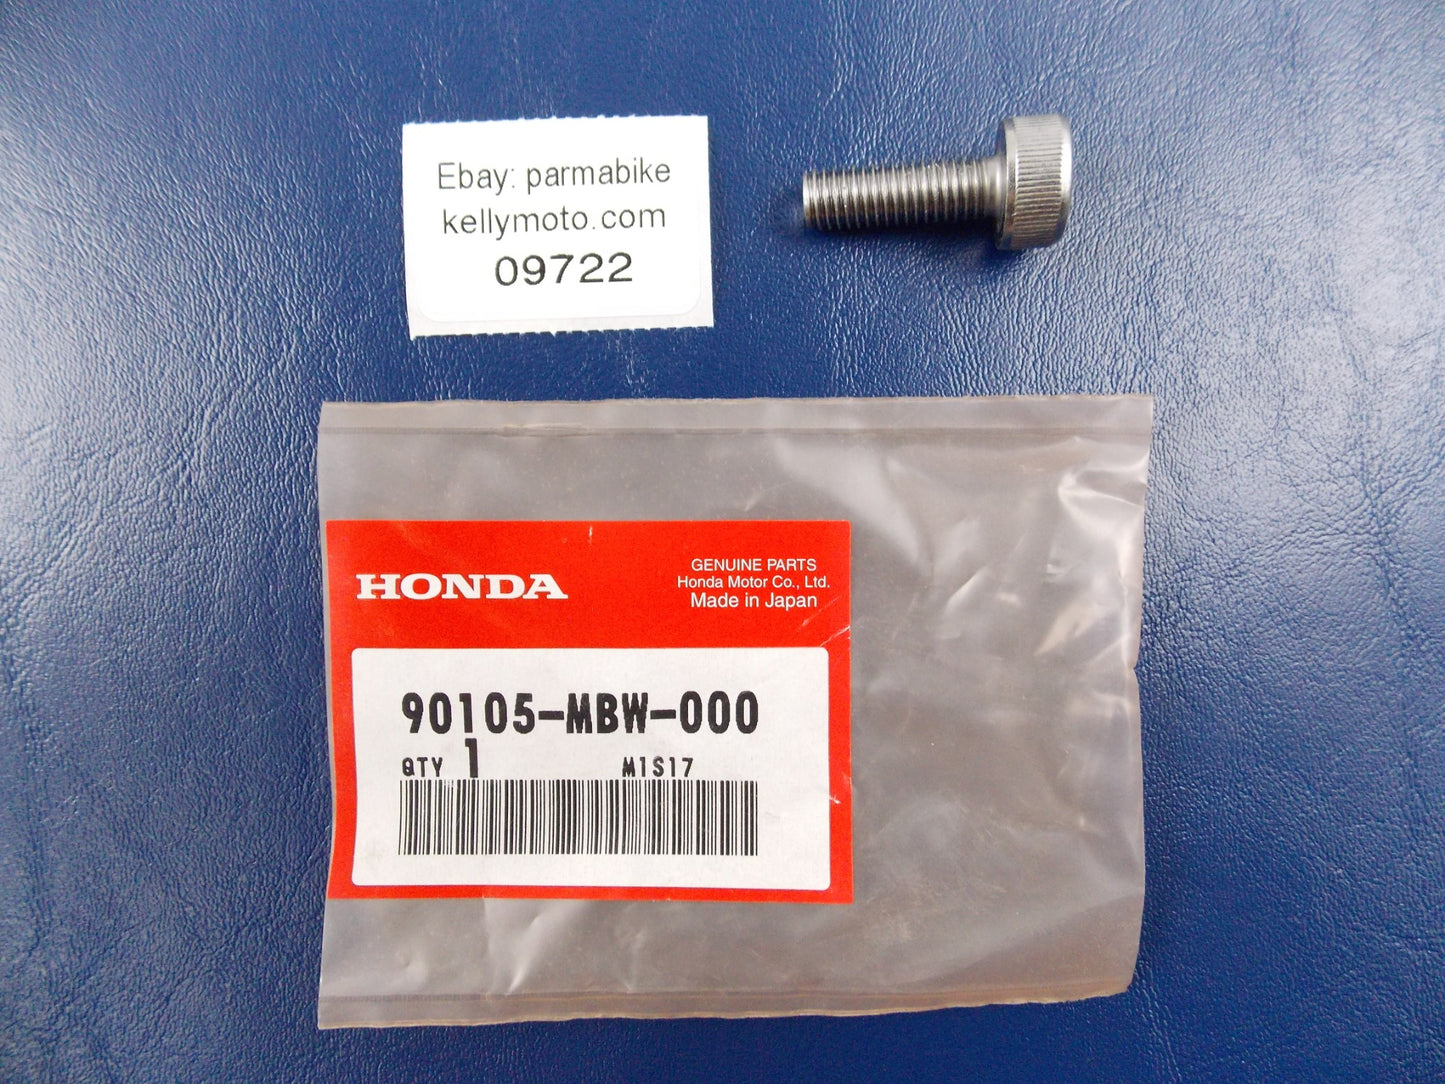 Ebay: parmabike
kellymoto.com
09722
HONDA
GENUINE PARTS
Honda Motor Co., Ltd.
Made in Japan
90105-MBW-000
QTY 1 M1S17